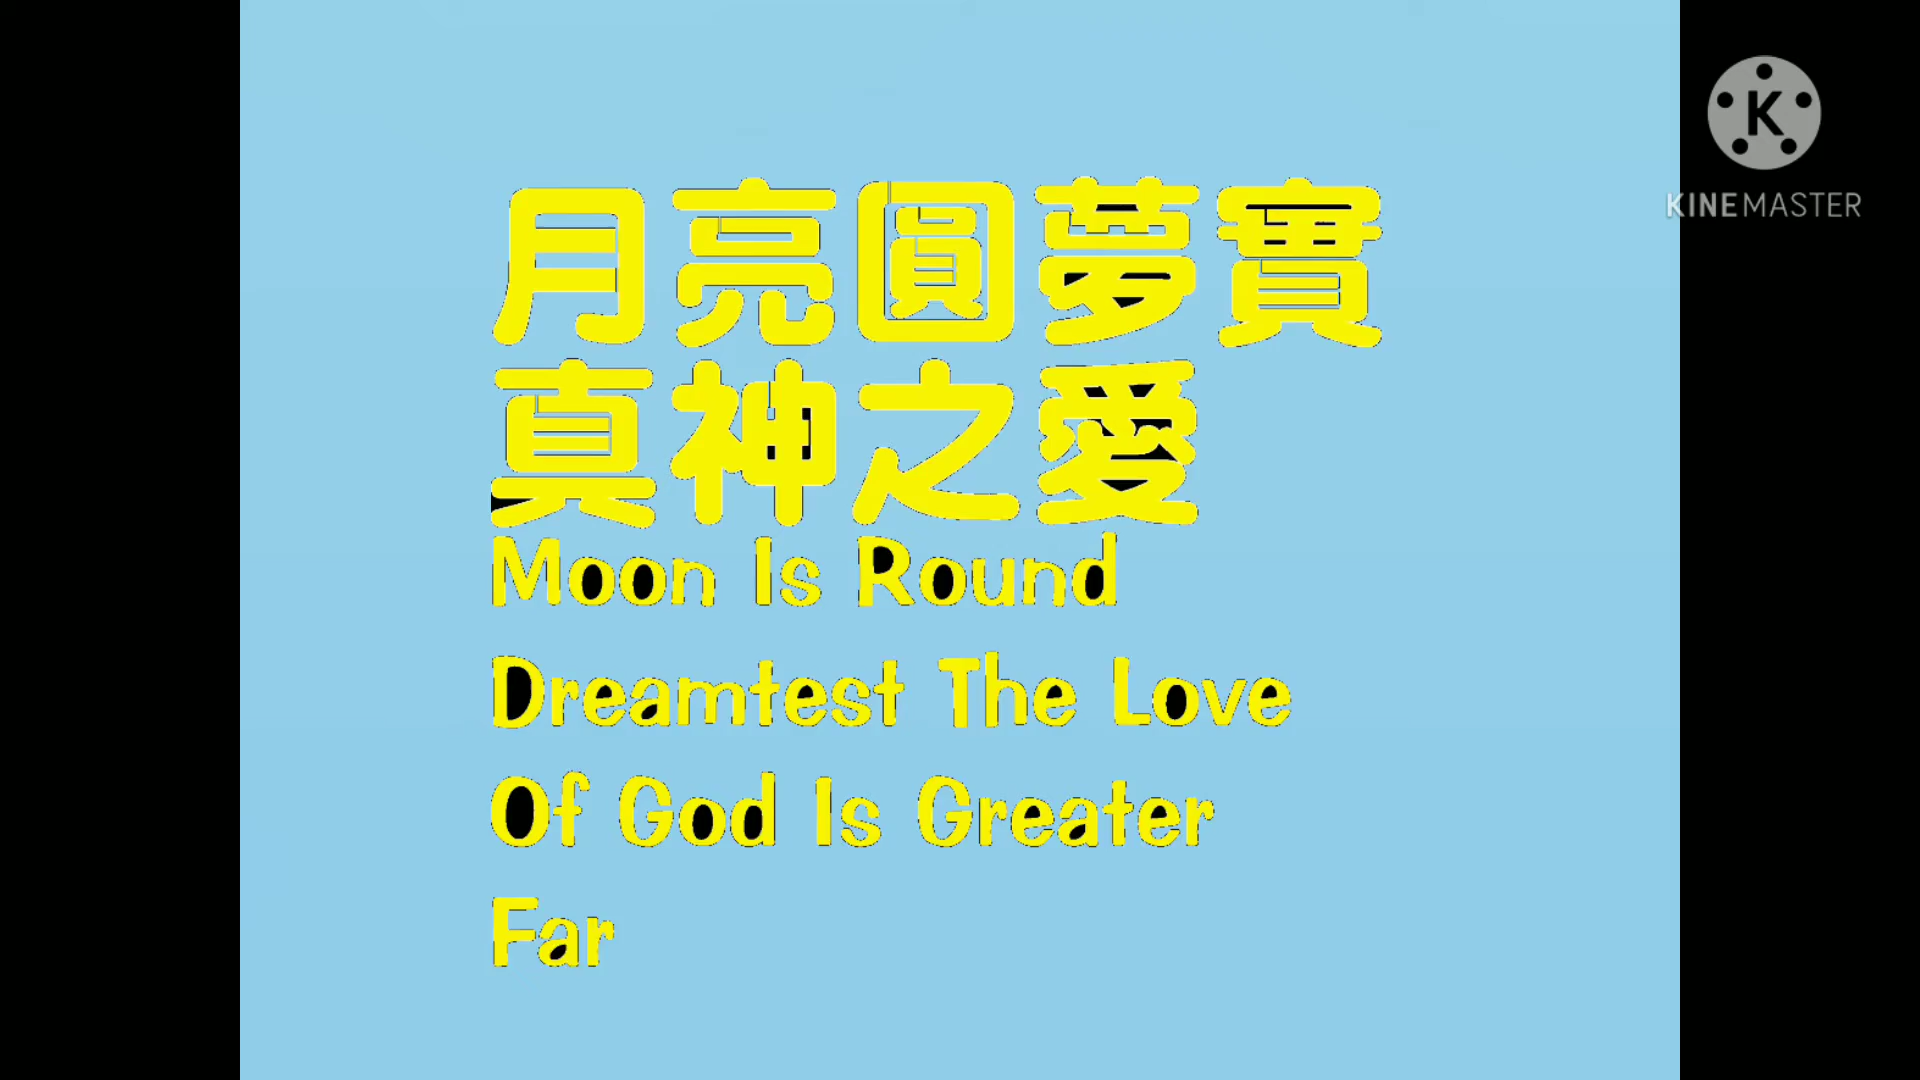 月亮圓夢實
真神之愛
Moon Is Round
Dreamtest The Love
Of God Is Greater
Far
K
KINEMASTER